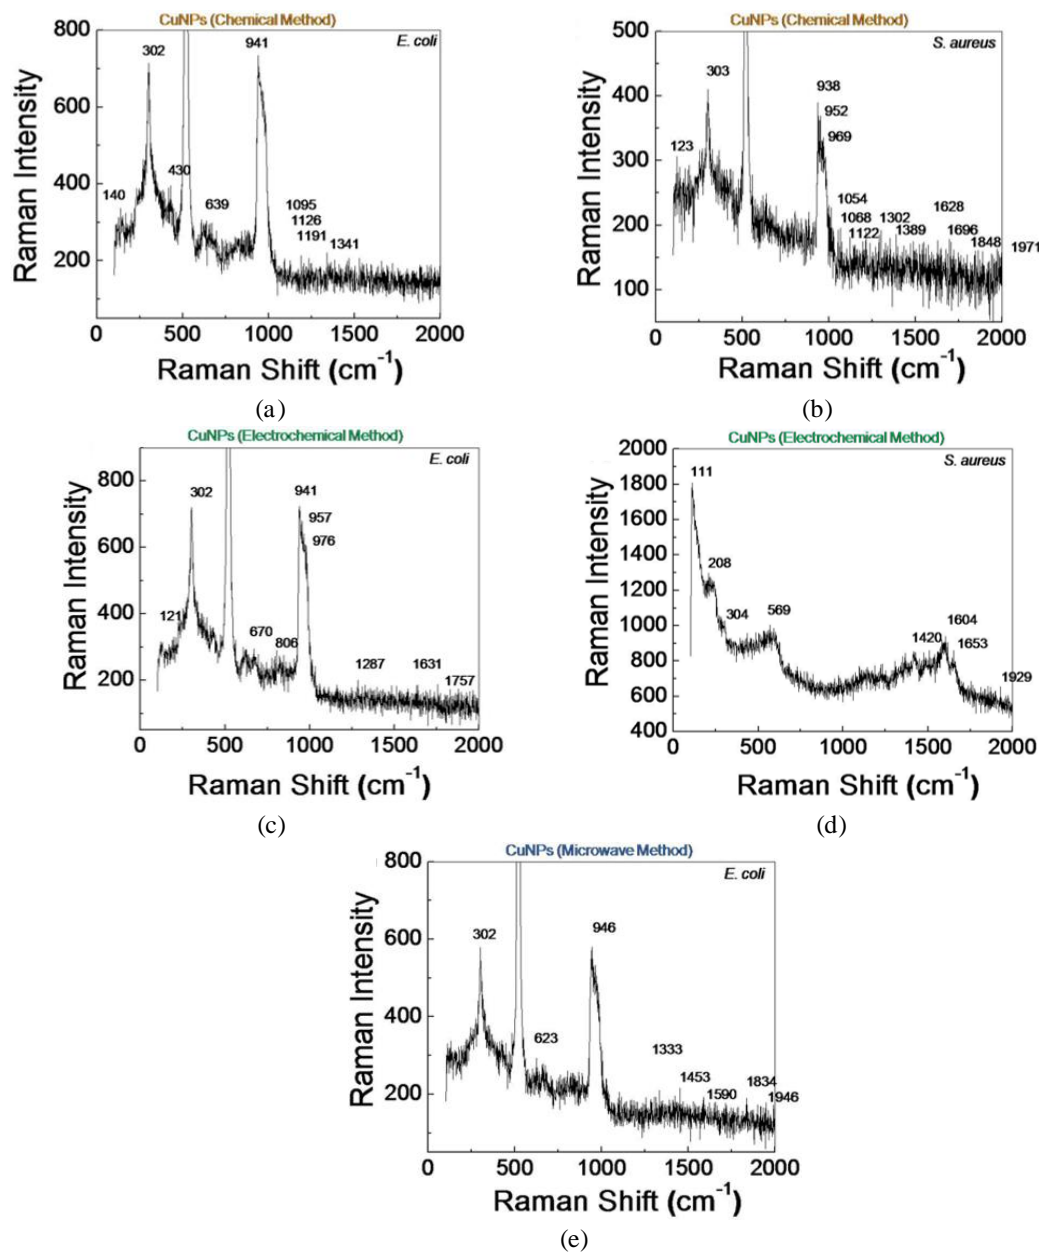 CuNPs (Chemical Method)
E. coli
Raman Intensity
800
600
400
200
302
941
430
140
639
1095
1126
1191
1341
0 500 1000 1500 2000
Raman Shift (cm⁻¹)
(a)
CuNPs (Chemical Method)
S. aureus
Raman Intensity
500
400
300
200
100
303
938
952
969
123
1054
1068
1122
1302
1389
1628
1696
1848
1971
0 500 1000 1500 2000
Raman Shift (cm⁻¹)
(b)
CuNPs (Electrochemical Method)
E. coli
Raman Intensity
800
600
400
200
302
941
957
976
121
670
806
1287
1631
1757
0 500 1000 1500 2000
Raman Shift (cm⁻¹)
(c)
CuNPs (Electrochemical Method)
S. aureus
Raman Intensity
2000
1800
1600
1400
1200
1000
800
600
400
111
208
304
569
1420
1604
1653
1929
0 500 1000 1500 2000
Raman Shift (cm⁻¹)
(d)
CuNPs (Microwave Method)
E. coli
Raman Intensity
800
600
400
200
302
946
623
1333
1453
1590
1834
1946
0 500 1000 1500 2000
Raman Shift (cm⁻¹)
(e)